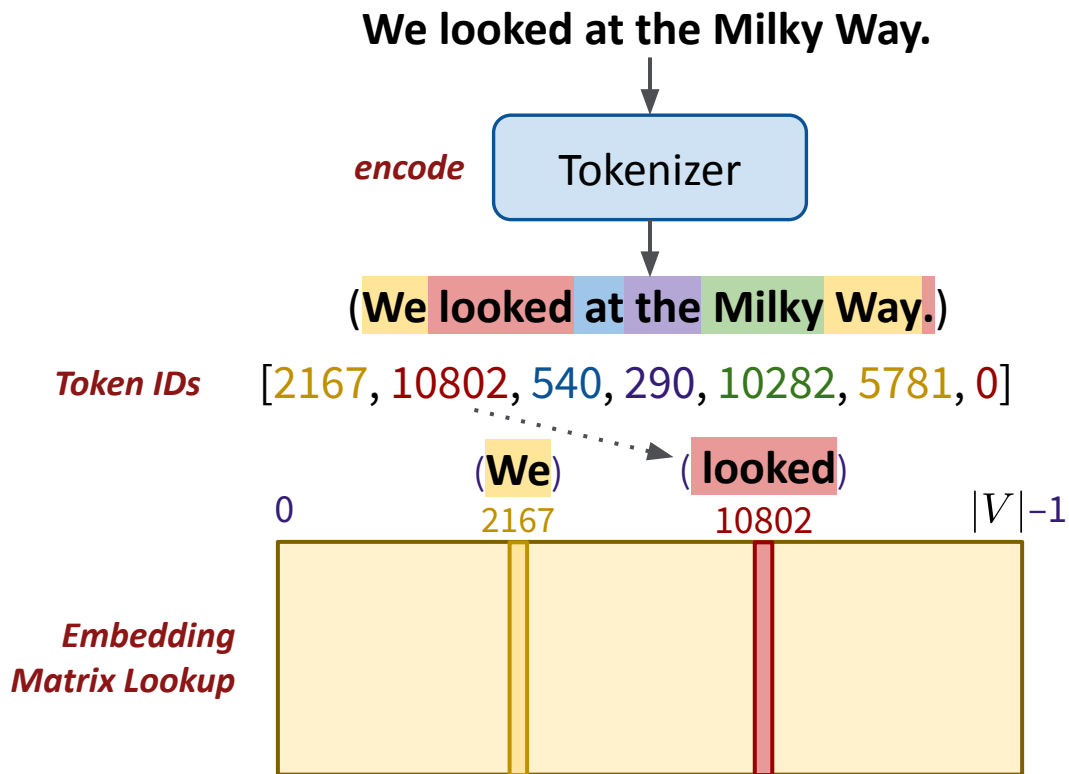 We looked at the Milky Way.
encode
Tokenizer
(We looked at the Milky Way.)
Token IDs
[2167, 10802, 540, 290, 10282, 5781, 0]
(We)
( looked)
0
2167
10802
|V|−1
Embedding
Matrix Lookup